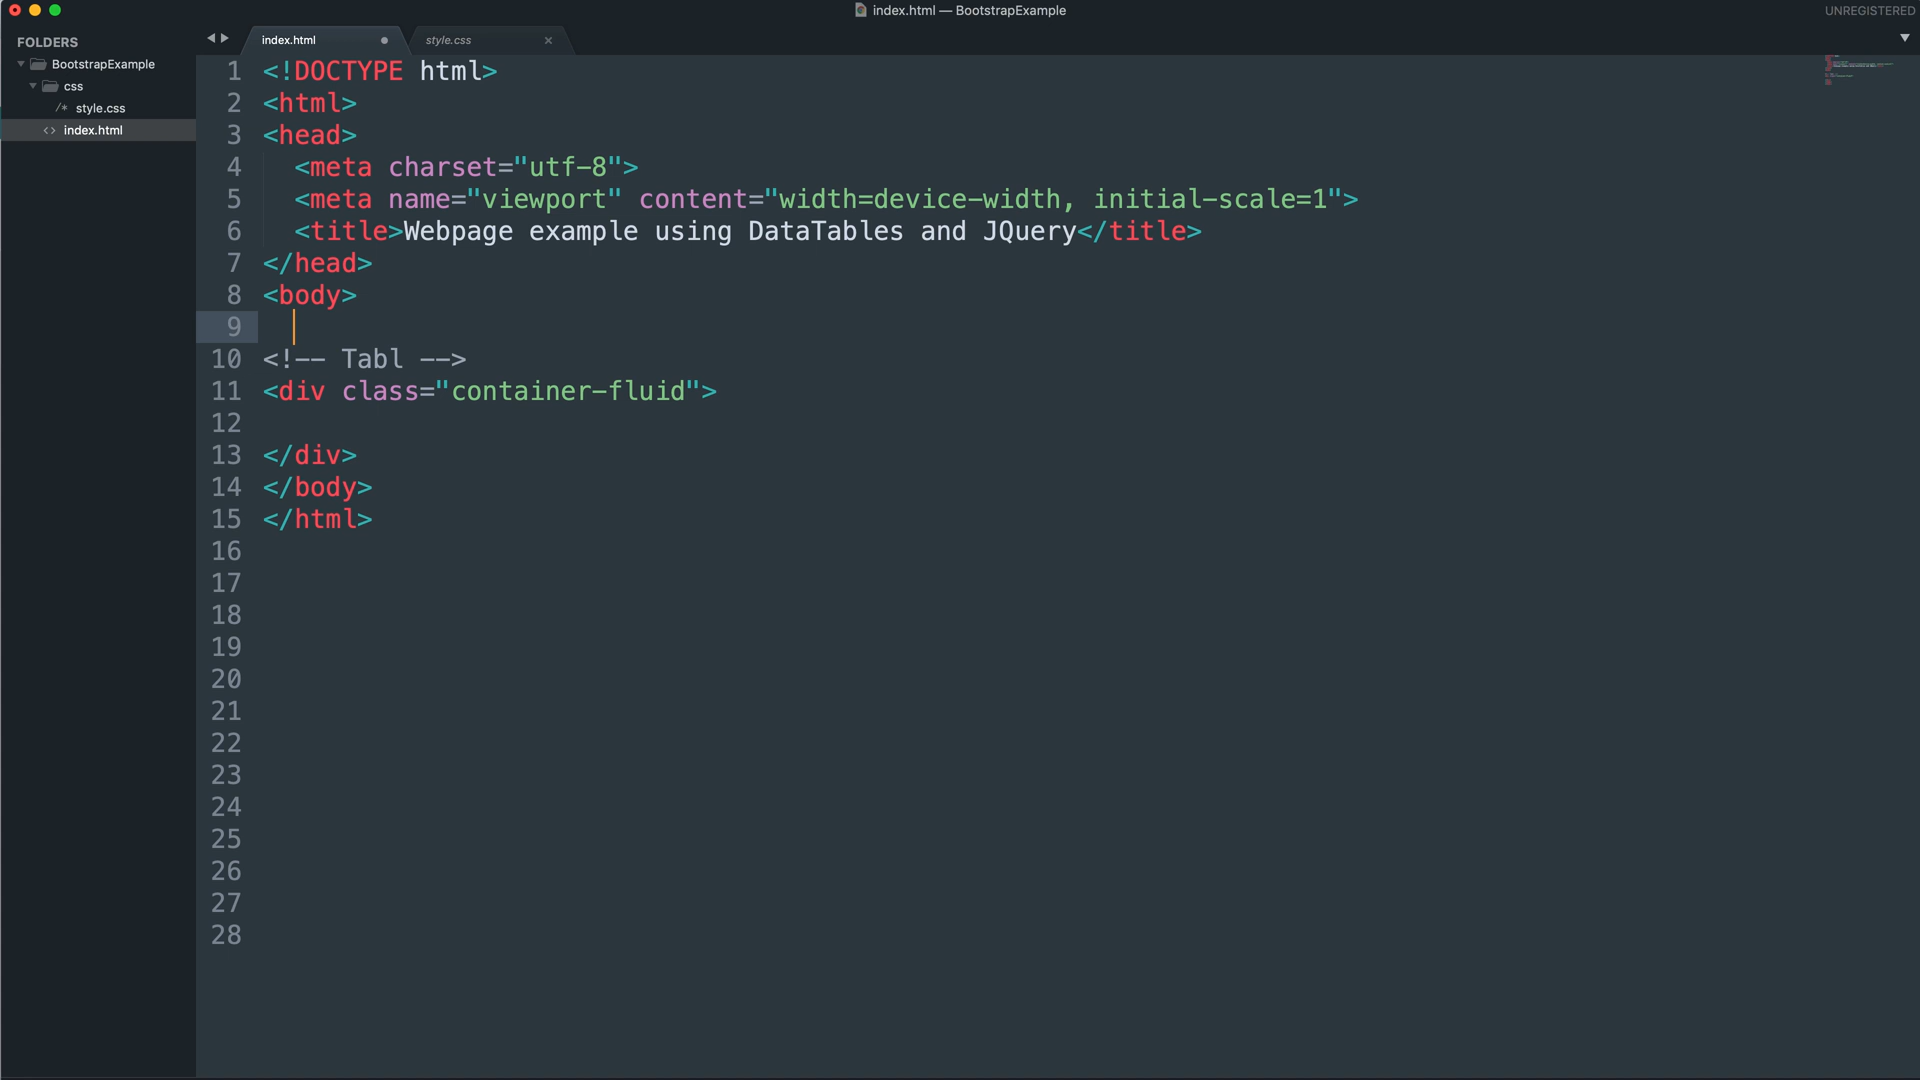 index.html — BootstrapExample
UNREGISTERED
FOLDERS
BootstrapExample
css
/* style.css
<> index.html
index.html
style.css
1 <!DOCTYPE html>
2 <html>
3 <head>
4 <meta charset="utf-8">
5 <meta name="viewport" content="width=device-width, initial-scale=1">
6 <title>Webpage example using DataTables and JQuery</title>
7 </head>
8 <body>
9
10 <!-- Tabl -->
11 <div class="container-fluid">
12
13 </div>
14 </body>
15 </html>
16
17
18
19
20
21
22
23
24
25
26
27
28